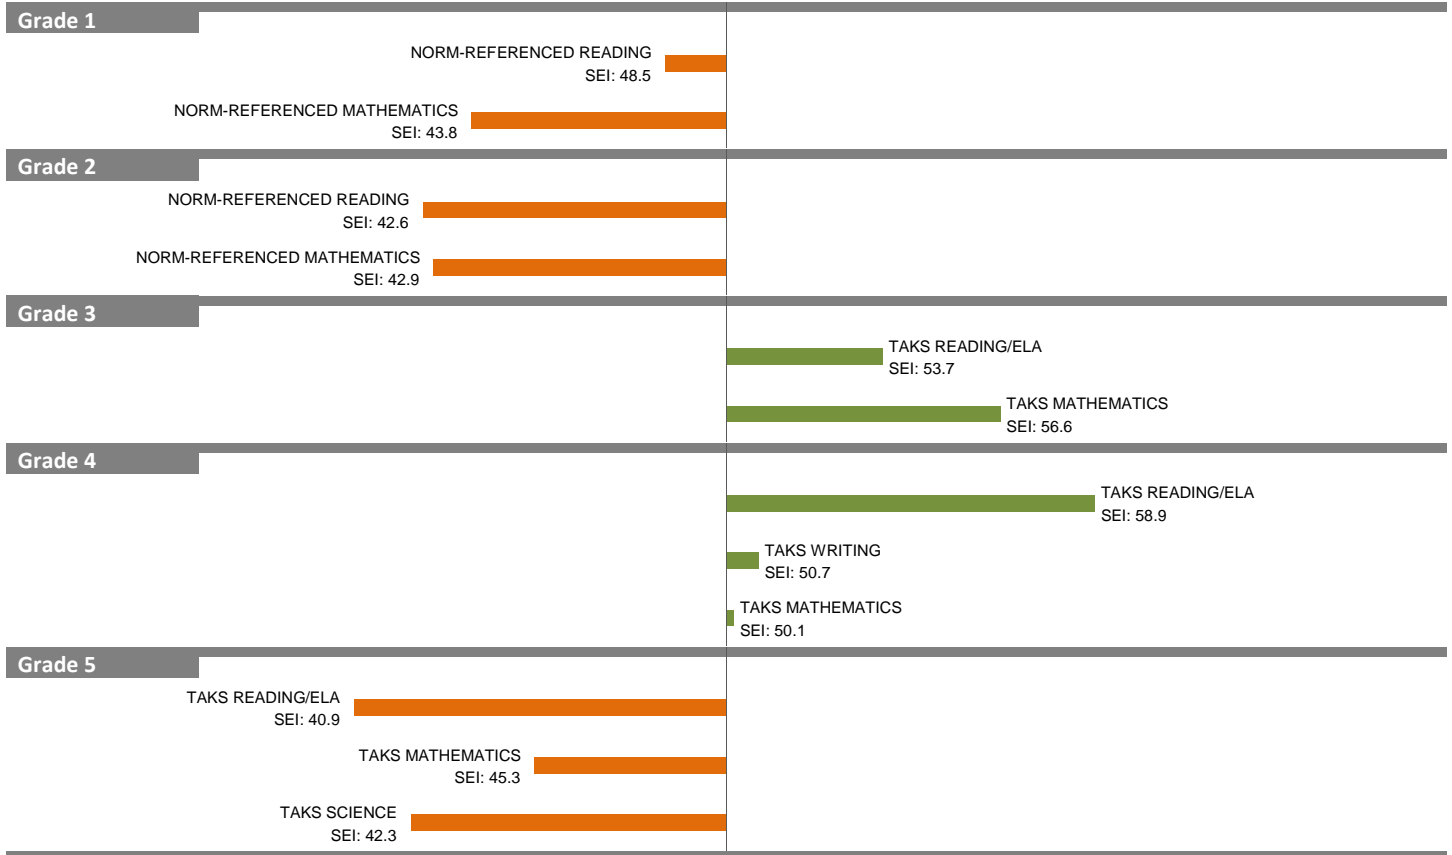 Grade 1
NORM-REFERENCED READING
SEI: 48.5
NORM-REFERENCED MATHEMATICS
SEI: 43.8
Grade 2
NORM-REFERENCED READING
SEI: 42.6
NORM-REFERENCED MATHEMATICS
SEI: 42.9
Grade 3
TAKS READING/ELA
SEI: 53.7
TAKS MATHEMATICS
SEI: 56.6
Grade 4
TAKS READING/ELA
SEI: 58.9
TAKS WRITING
SEI: 50.7
TAKS MATHEMATICS
SEI: 50.1
Grade 5
TAKS READING/ELA
SEI: 40.9
TAKS MATHEMATICS
SEI: 45.3
TAKS SCIENCE
SEI: 42.3